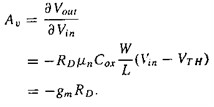 A_v = ∂V_out / ∂V_in
= −R_D μ_n C_ox W/L (V_in − V_TH)
= −g_m R_D.